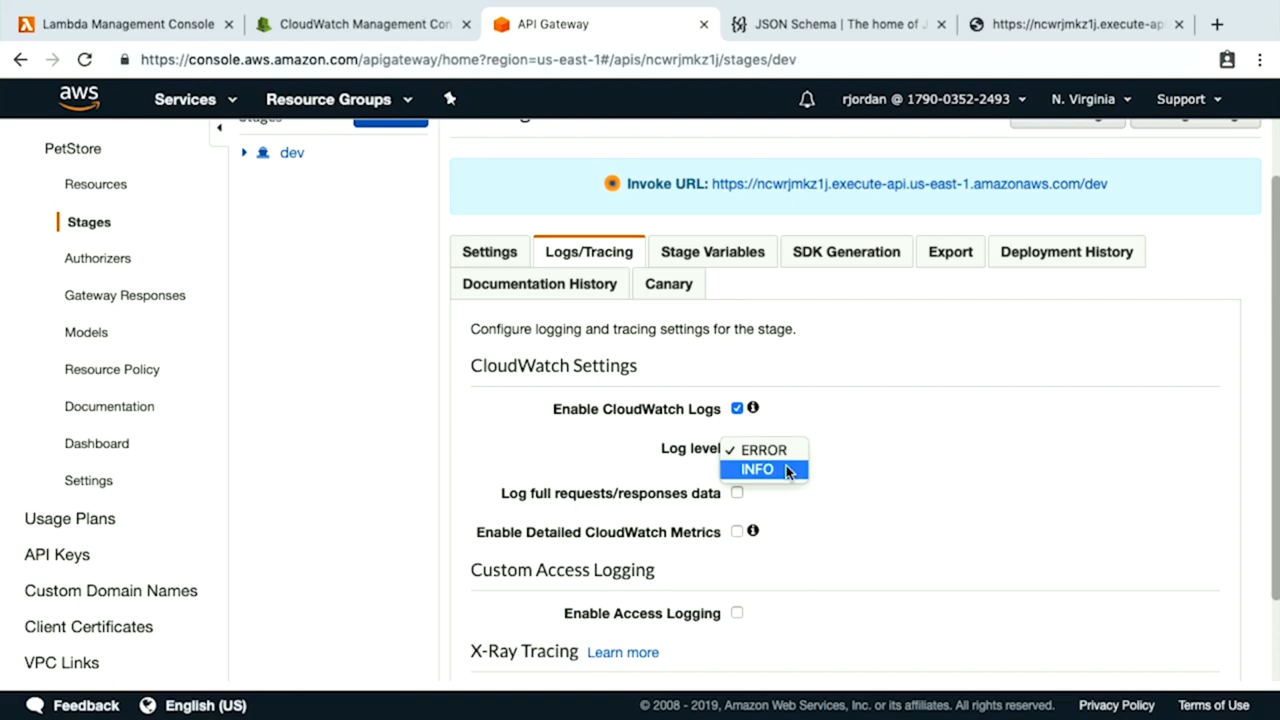 Lambda Management Console
CloudWatch Management Con
API Gateway
JSON Schema | The home of J
https://ncwrjmkz1j.execute-ap
https://console.aws.amazon.com/apigateway/home?region=us-east-1#/apis/ncwrjmkz1j/stages/dev
aws
Services
Resource Groups
rjordan @ 1790-0352-2493
N. Virginia
Support
PetStore
Resources
Stages
Authorizers
Gateway Responses
Models
Resource Policy
Documentation
Dashboard
Settings
Usage Plans
API Keys
Custom Domain Names
Client Certificates
VPC Links
Stages
dev
Invoke URL: https://ncwrjmkz1j.execute-api.us-east-1.amazonaws.com/dev
Settings
Logs/Tracing
Stage Variables
SDK Generation
Export
Deployment History
Documentation History
Canary
Configure logging and tracing settings for the stage.
CloudWatch Settings
Enable CloudWatch Logs
Log level
ERROR
INFO
Log full requests/responses data
Enable Detailed CloudWatch Metrics
Custom Access Logging
Enable Access Logging
X-Ray Tracing Learn more
Feedback
English (US)
© 2008 - 2019, Amazon Web Services, Inc. or its affiliates. All rights reserved.
Privacy Policy
Terms of Use